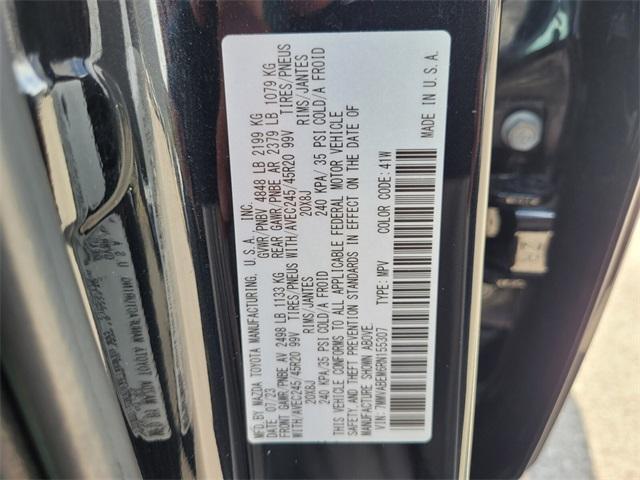 MFD.BY MAZDA TOYOTA MANUFACTURING, U.S.A. INC.
DATE: 07/23 GVWR/PNBV 4848 LB 2199 KG
FRONT GAWR/PNBE AV 2498 LB 1133 KG REAR GAWR/PNBE AR 2379 LB 1079 KG
WITH/AVEC245/45R20 99V TIRES/PNEUS WITH/AVEC245/45R20 99V TIRES/PNEUS
20X8J RIMS/JANTES 20X8J RIMS/JANTES
240 KPA/35 PSI COLD/A FROID 240 KPA/ 35 PSI COLD/A FROID
THIS VEHICLE CONFORMS TO ALL APPLICABLE FEDERAL MOTOR VEHICLE
SAFETY, AND THEFT PREVENTION STANDARDS IN EFFECT ON THE DATE OF
MANUFACTURE SHOWN ABOVE.
VIN: 7MMVABEM6RN135307 TYPE: MPV COLOR CODE: 41W
MADE IN U.S.A.